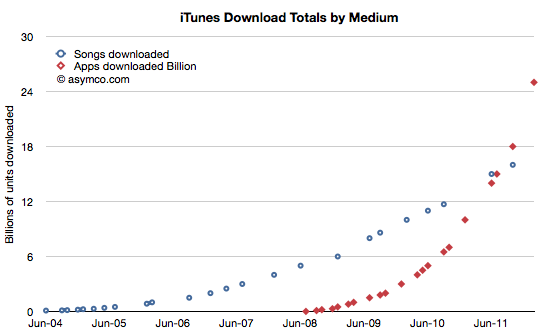 iTunes Download Totals by Medium
30
24
18
12
6
0
Billions of units downloaded
Songs downloaded
Apps downloaded Billion
© asymco.com
Jun-04 Jun-05 Jun-06 Jun-07 Jun-08 Jun-09 Jun-10 Jun-11